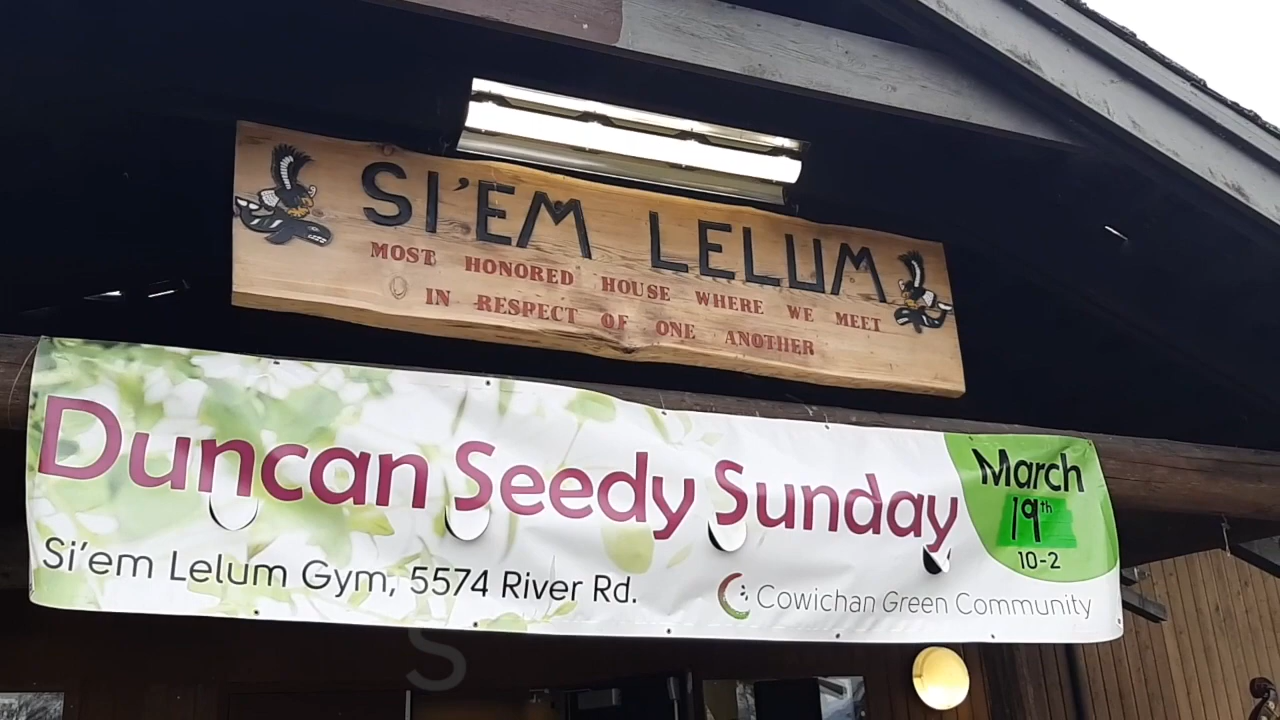 SI'EM LELUM
MOST HONORED HOUSE WHERE WE MEET
IN RESPECT OF ONE ANOTHER
Duncan Seedy Sunday
March
19th
10-2
Si'em Lelum Gym, 5574 River Rd.
Cowichan Green Community
S